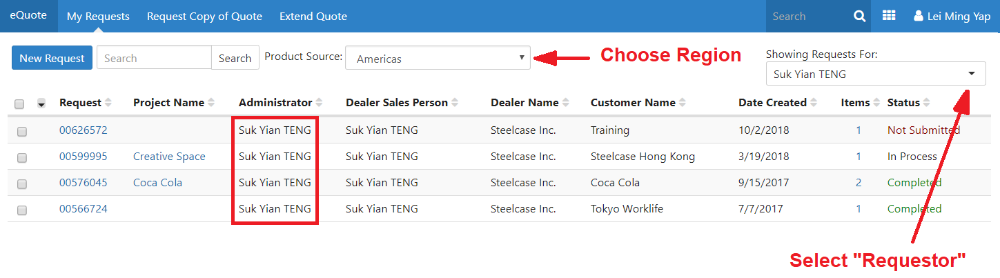 eQuote My Requests Request Copy of Quote Extend Quote Search Lei Ming Yap
New Request Search Search Product Source: Americas Choose Region Showing Requests For:
Suk Yian TENG
Request Project Name Administrator Dealer Sales Person Dealer Name Customer Name Date Created Items Status
00626572 Suk Yian TENG Suk Yian TENG Steelcase Inc. Training 10/2/2018 1 Not Submitted
00599995 Creative Space Suk Yian TENG Suk Yian TENG Steelcase Inc. Steelcase Hong Kong 3/19/2018 1 In Process
00576045 Coca Cola Suk Yian TENG Suk Yian TENG Steelcase Inc. Coca Cola 9/15/2017 2 Completed
00566724 Suk Yian TENG Suk Yian TENG Steelcase Inc. Tokyo Worklife 7/7/2017 1 Completed
Select "Requestor"